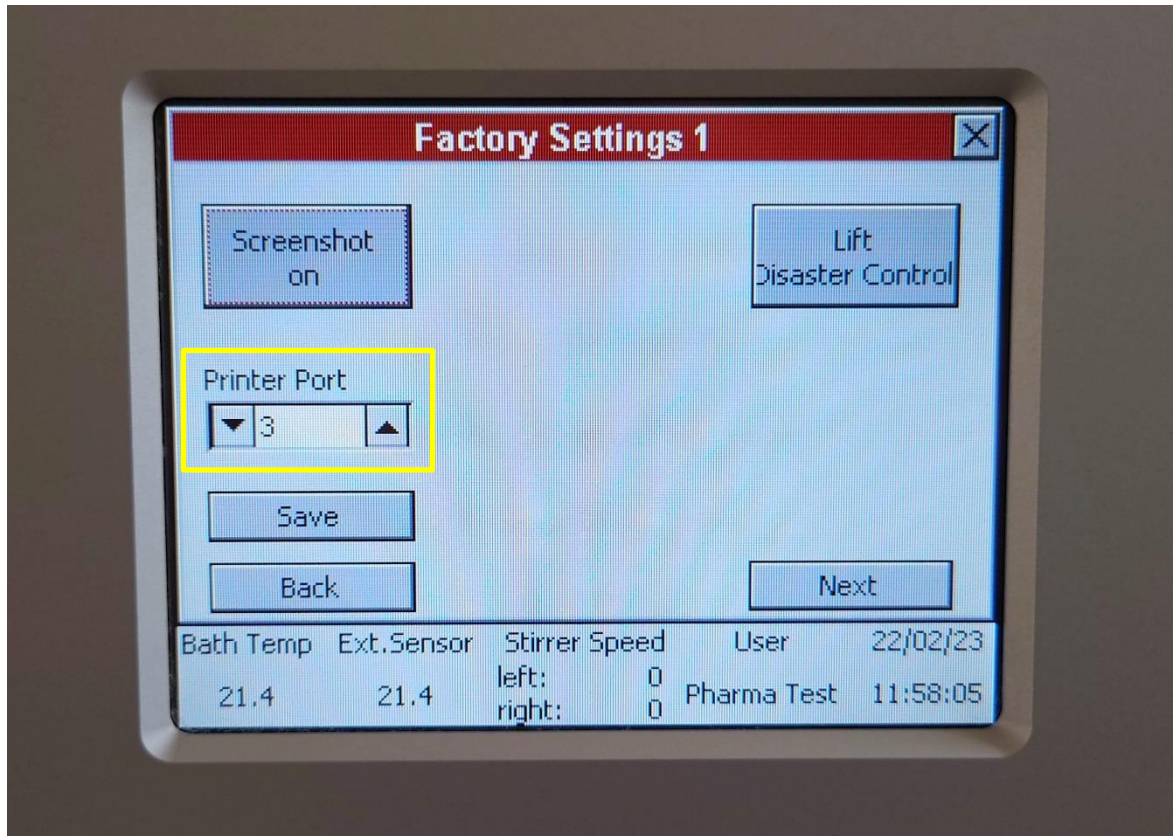 Factory Settings 1
Screenshot
on
Lift
Disaster Control
Printer Port
3
Save
Back
Next
Bath Temp Ext.Sensor Stirrer Speed User 22/02/23
21.4 21.4 left: 0 Pharma Test 11:58:05
right: 0